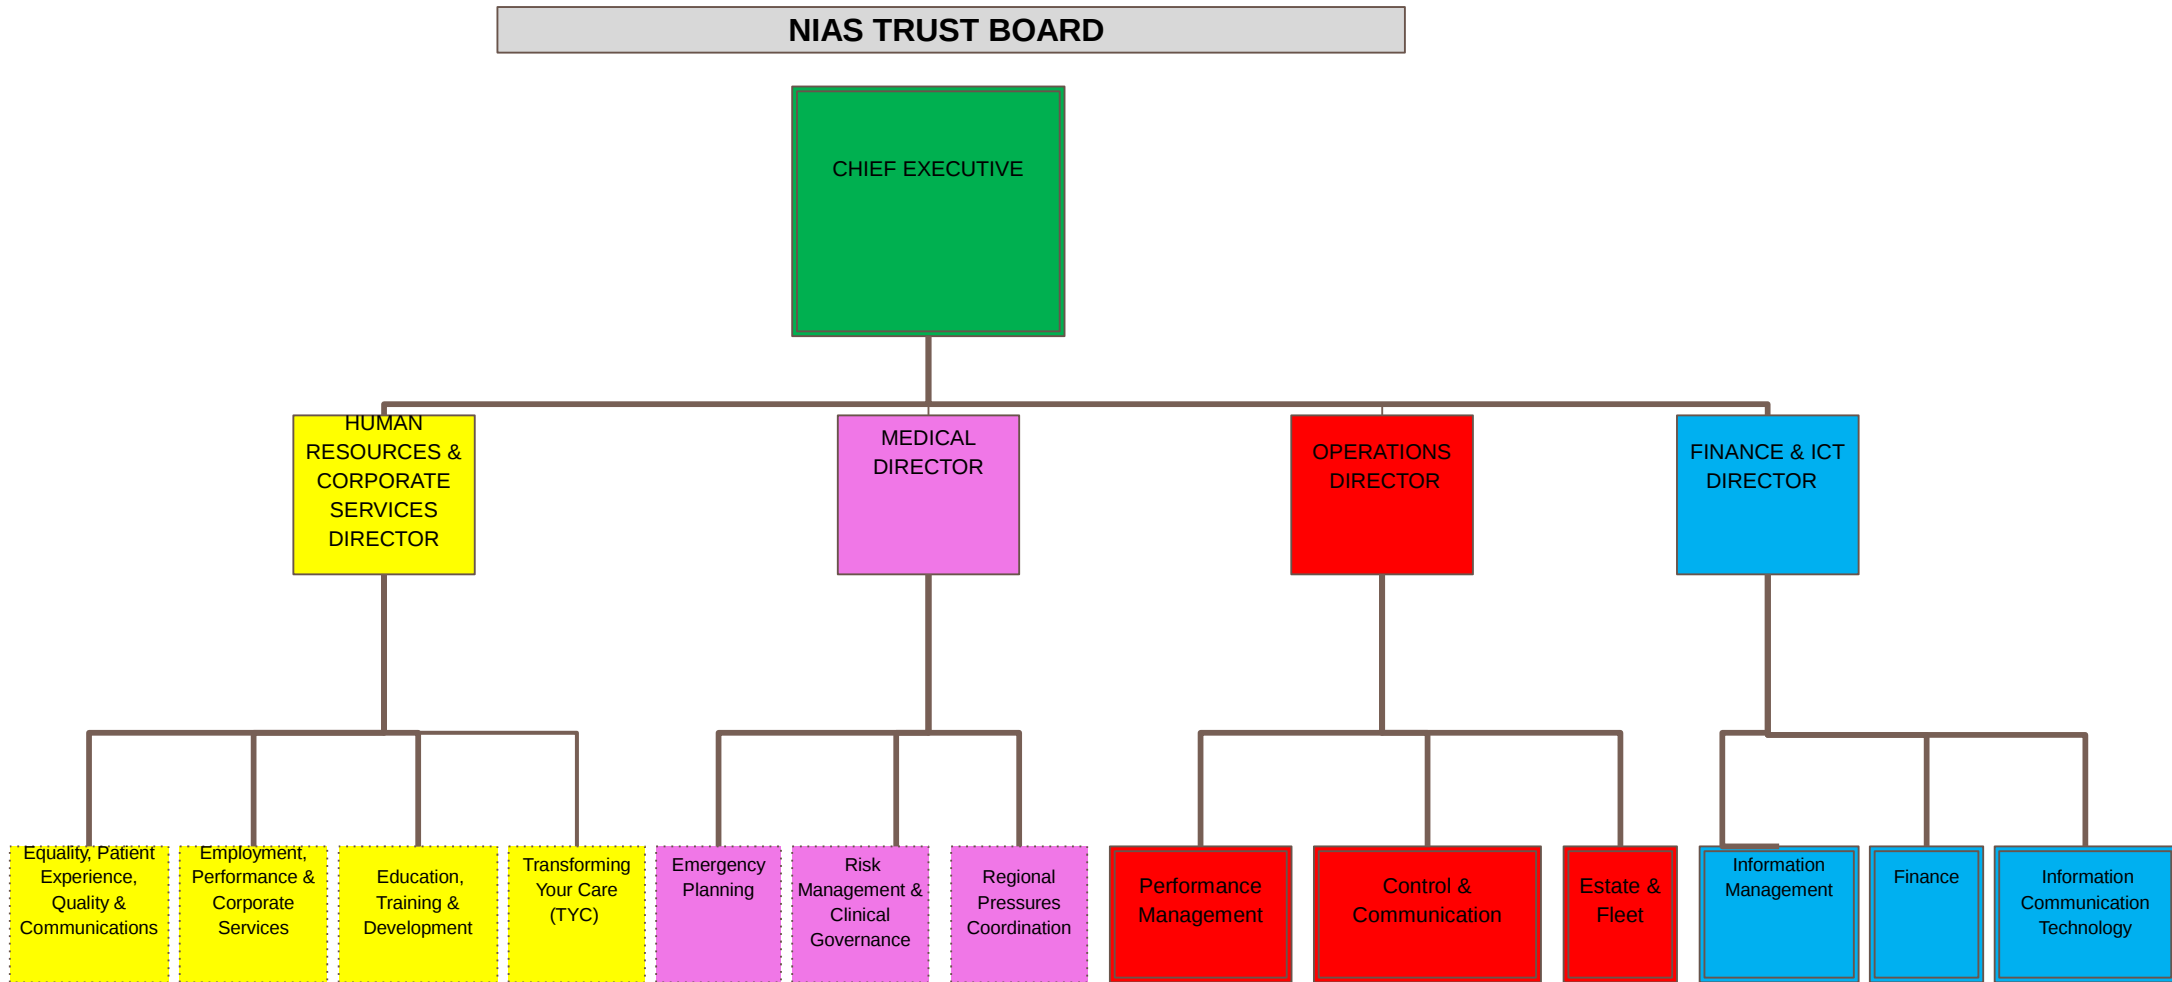 NIAS TRUST BOARD
CHIEF EXECUTIVE
HUMAN
RESOURCES &
CORPORATE
SERVICES
DIRECTOR
MEDICAL
DIRECTOR
OPERATIONS
DIRECTOR
FINANCE & ICT
DIRECTOR
Equality, Patient
Experience,
Quality &
Communications
Employment,
Performance &
Corporate
Services
Education,
Training &
Development
Transforming
Your Care
(TYC)
Emergency
Planning
Risk
Management &
Clinical
Governance
Regional
Pressures
Coordination
Performance
Management
Control &
Communication
Estate &
Fleet
Information
Management
Finance
Information
Communication
Technology